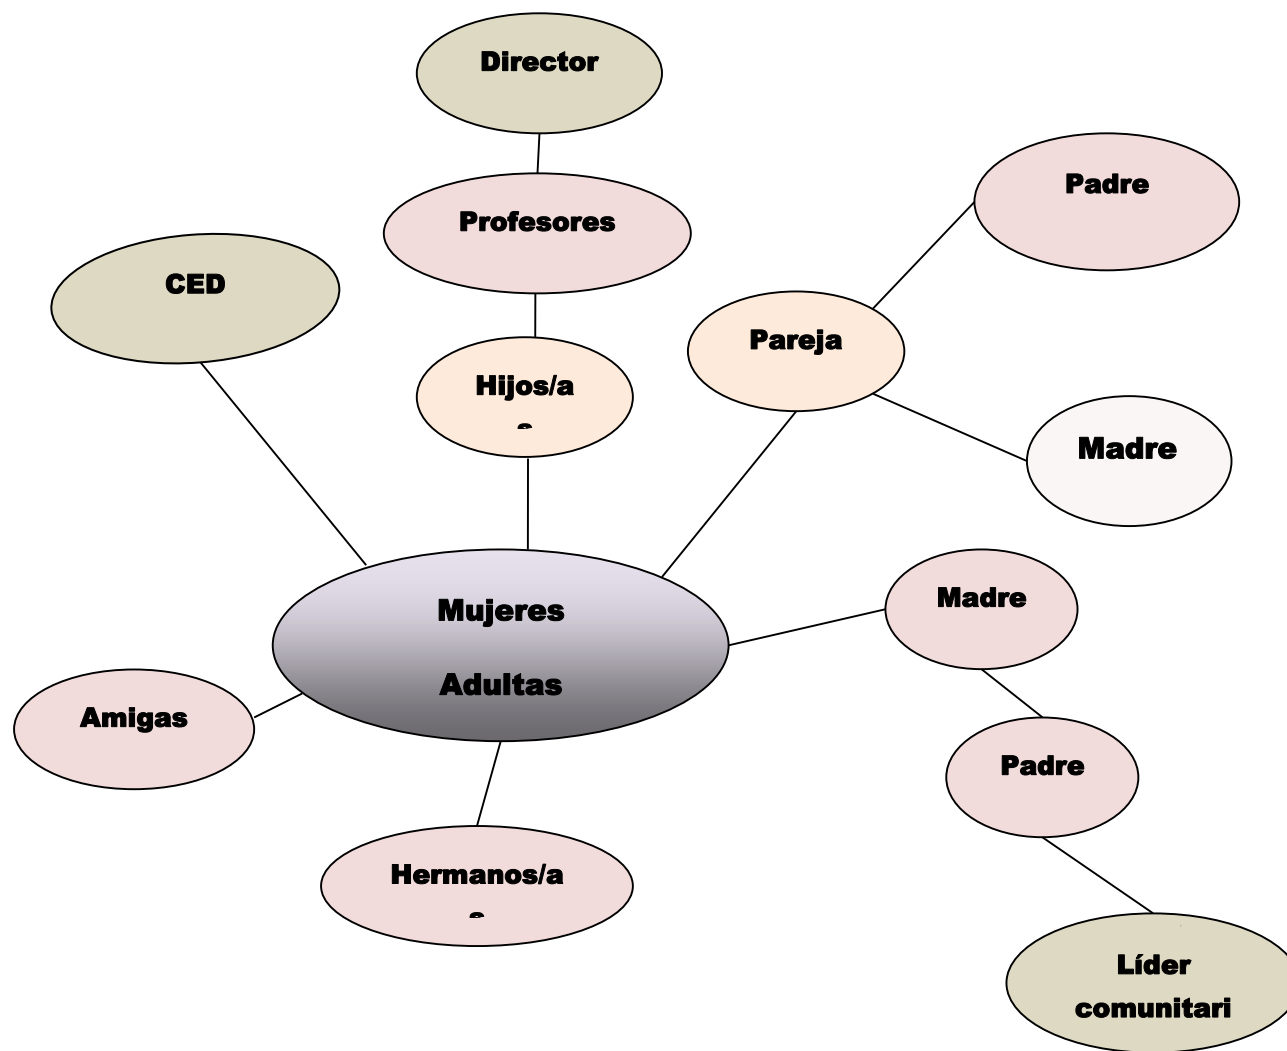 Director
Padre
Profesores
CED
Pareja
Hijos/a
Madre
Mujeres
Madre
Adultas
Amigas
Padre
Hermanos/a
Líder
comunitari